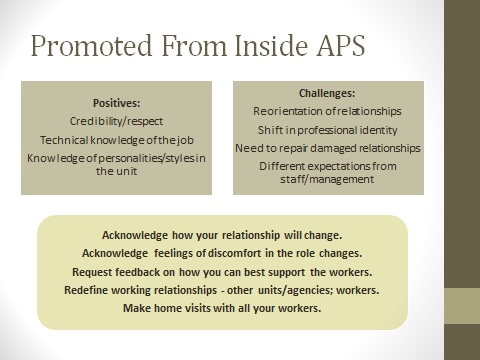 Promoted From Inside APS
Positives:
Credibility/respect
Technical knowledge of the job
Knowledge of personalities/styles in
the unit
Challenges:
Reorientation of relationships
Shift in professional identity
Need to repair damaged relationships
Different expectations from
staff/management
Acknowledge how your relationship will change.
Acknowledge feelings of discomfort in the role changes.
Request feedback on how you can best support the workers.
Redefine working relationships - other units/agencies; workers.
Make home visits with all your workers.